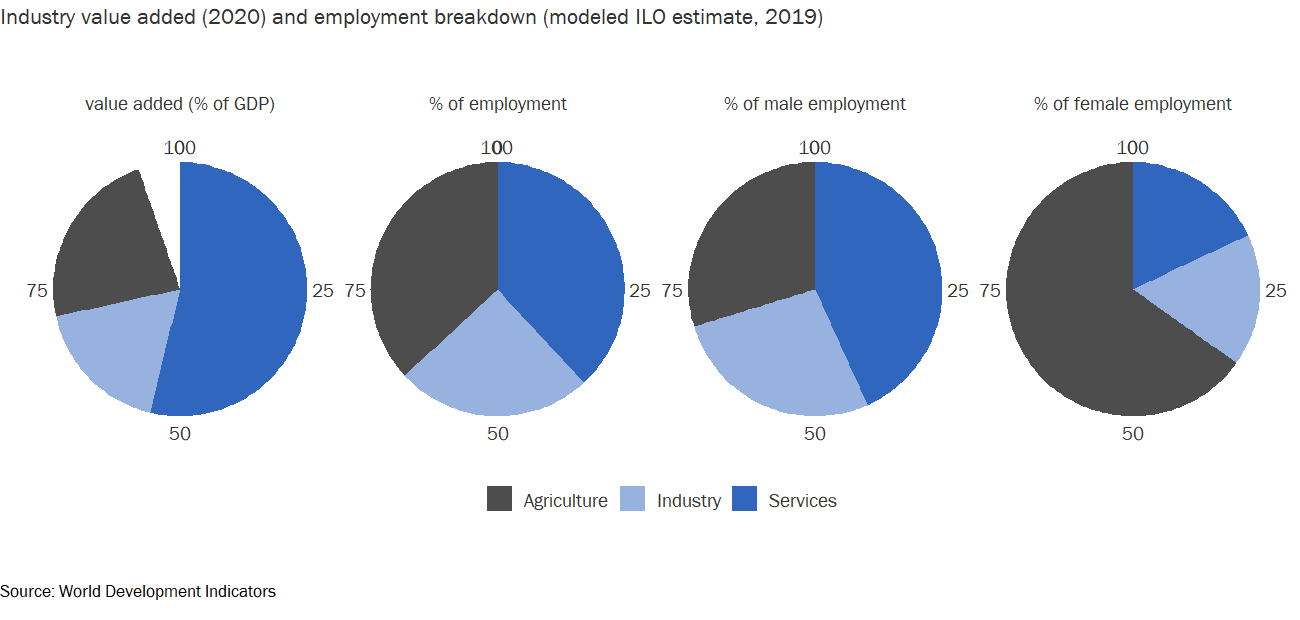 Industry value added (2020) and employment breakdown (modeled ILO estimate, 2019)
value added (% of GDP)
100
25
50
75
% of employment
100
0
25
50
75
% of male employment
100
25
50
75
% of female employment
100
25
50
75
Agriculture Industry Services
Source: World Development Indicators